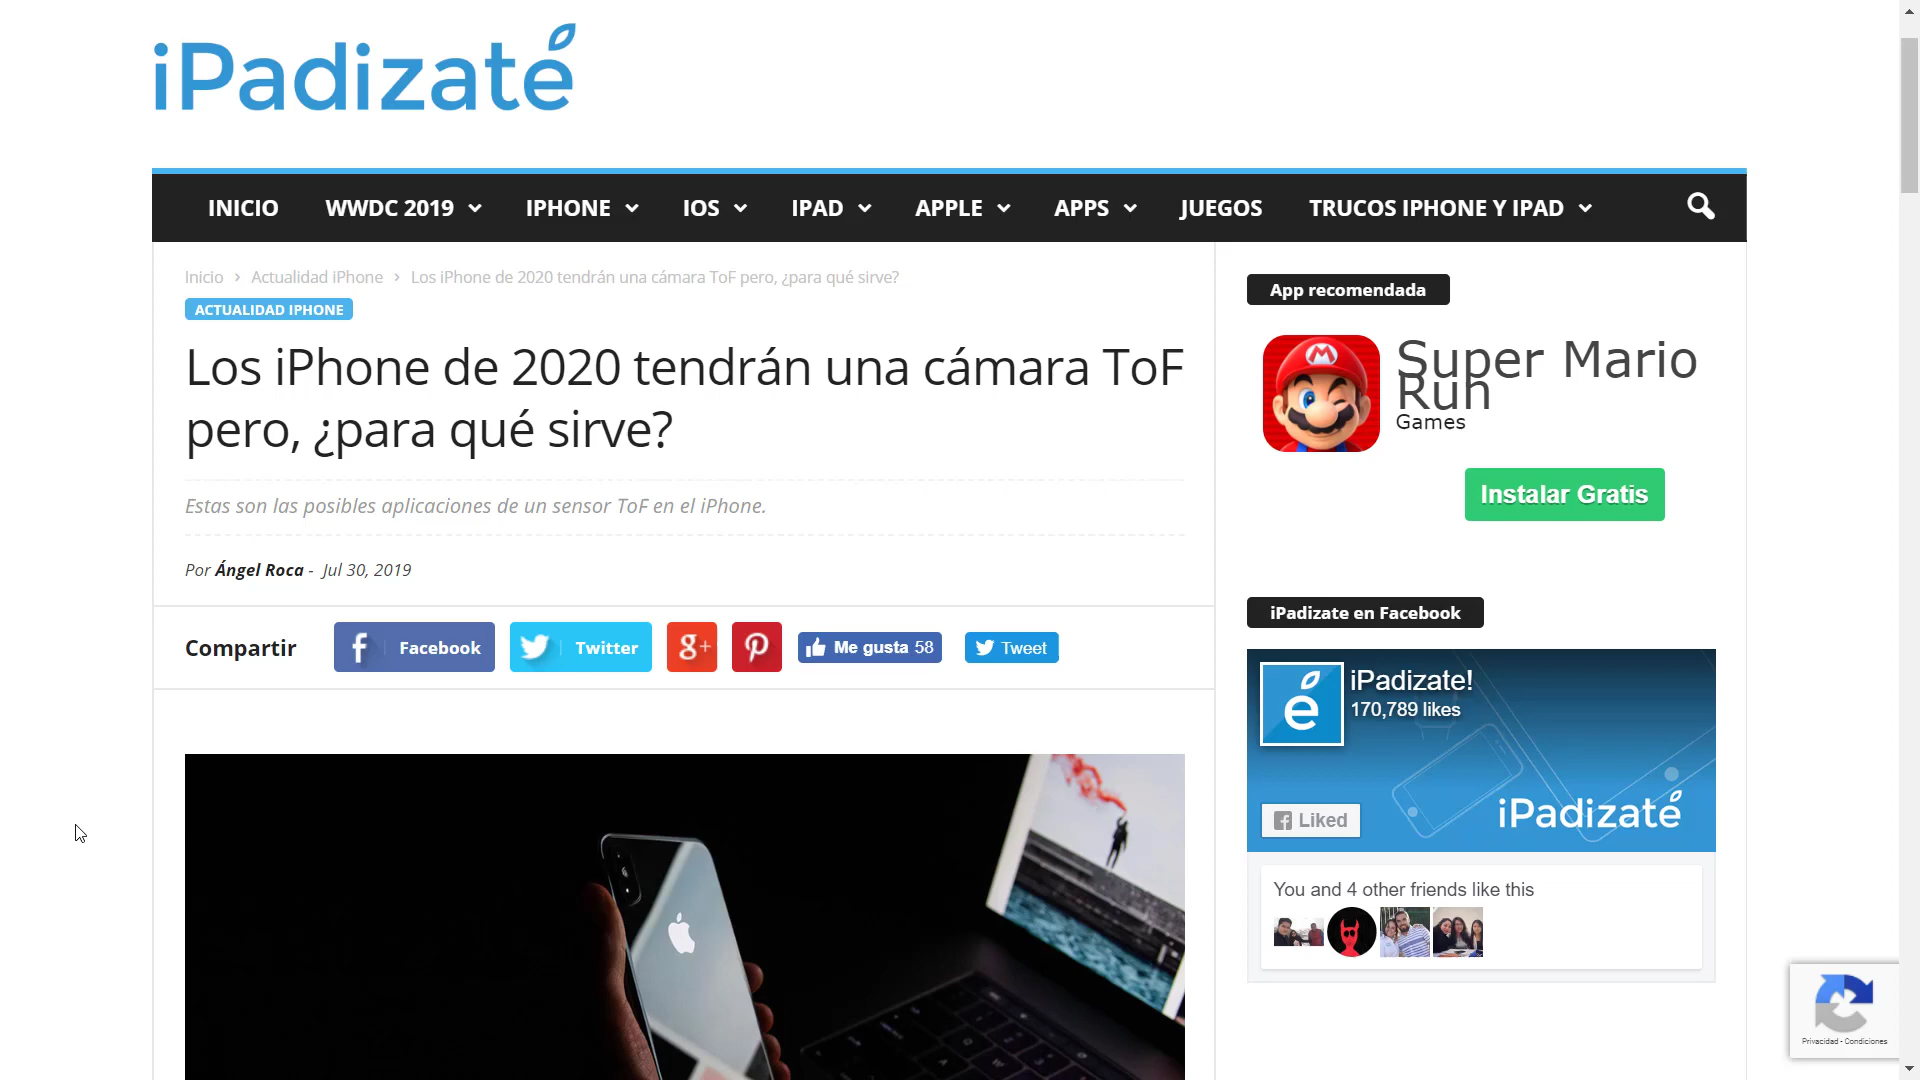 iPadizaté
INICIO
WWDC 2019
IPHONE
IOS
IPAD
APPLE
APPS
JUEGOS
TRUCOS IPHONE Y IPAD
Inicio › Actualidad iPhone › Los iPhone de 2020 tendrán una cámara ToF pero, ¿para qué sirve?
ACTUALIDAD IPHONE
Los iPhone de 2020 tendrán una cámara ToF
pero, ¿para qué sirve?
Estas son las posibles aplicaciones de un sensor ToF en el iPhone.
Por Ángel Roca - Jul 30, 2019
Compartir
Facebook
Twitter
g+
Me gusta 58
Tweet
App recomendada
Super Mario
Run
Games
Instalar Gratis
iPadizate en Facebook
é
iPadizate!
170,789 likes
Liked
iPadizaté
You and 4 other friends like this
Privacidad - Condiciones